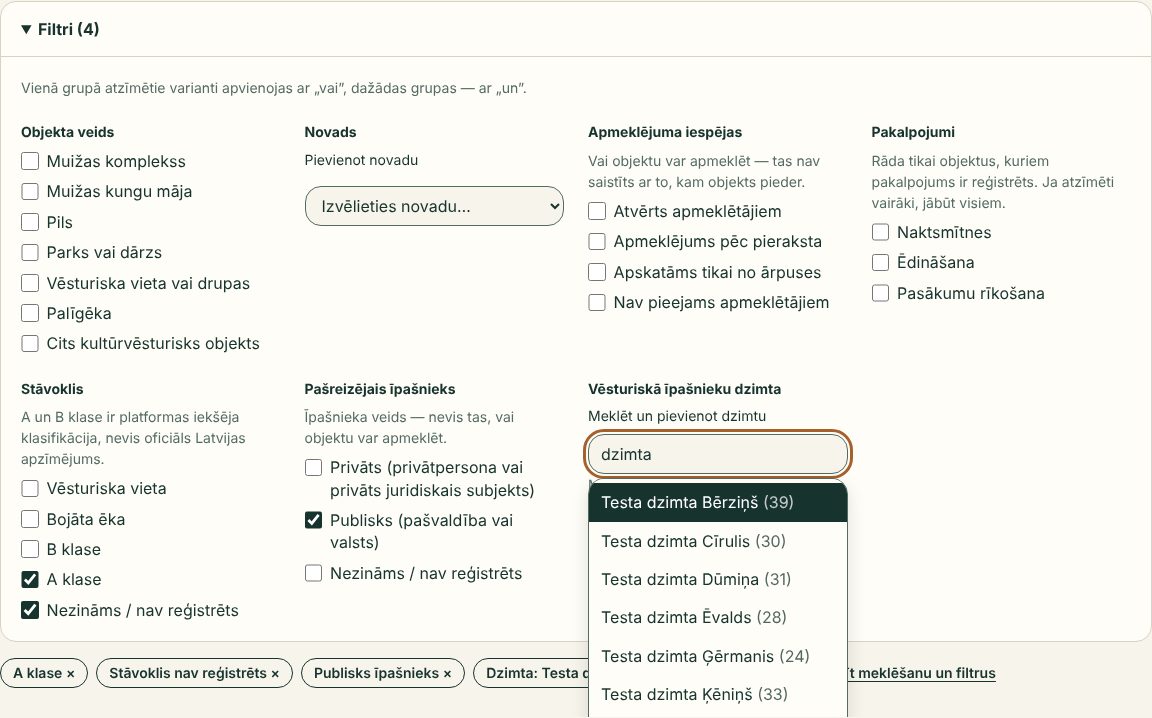 ▼ Filtri (4)
Vienā grupā atzīmētie varianti apvienojas ar „vai”, dažādas grupas — ar „un”.
Objekta veids
Muižas komplekss
Muižas kungu māja
Pils
Parks vai dārzs
Vēsturiska vieta vai drupas
Palīgēka
Cits kultūrvēsturisks objekts
Novads
Pievienot novadu
Izvēlieties novadu...
Apmeklējuma iespējas
Vai objektu var apmeklēt — tas nav
saistīts ar to, kam objekts pieder.
Atvērts apmeklētājiem
Apmeklējums pēc pieraksta
Apskatāms tikai no ārpuses
Nav pieejams apmeklētājiem
Pakalpojumi
Rāda tikai objektus, kuriem
pakalpojums ir reģistrēts. Ja atzīmēti
vairāki, jābūt visiem.
Naktsmītnes
Ēdināšana
Pasākumu rīkošana
Stāvoklis
A un B klase ir platformas iekšēja
klasifikācija, nevis oficiāls Latvijas
apzīmējums.
Vēsturiska vieta
Bojāta ēka
B klase
A klase
Nezināms / nav reģistrēts
Pašreizējais īpašnieks
Īpašnieka veids — nevis tas, vai
objektu var apmeklēt.
Privāts (privātpersona vai
privāts juridiskais subjekts)
Publisks (pašvaldība vai
valsts)
Nezināms / nav reģistrēts
Vēsturiskā īpašnieku dzimta
Meklēt un pievienot dzimtu
dzimta
Testa dzimta Bērziņš (39)
Testa dzimta Cīrulis (30)
Testa dzimta Dūmiņa (31)
Testa dzimta Ēvalds (28)
Testa dzimta Ģērmanis (24)
Testa dzimta Ķēniņš (33)
A klase ×
Stāvoklis nav reģistrēts ×
Publisks īpašnieks ×
Dzimta: Testa
meklēšanu un filtrus